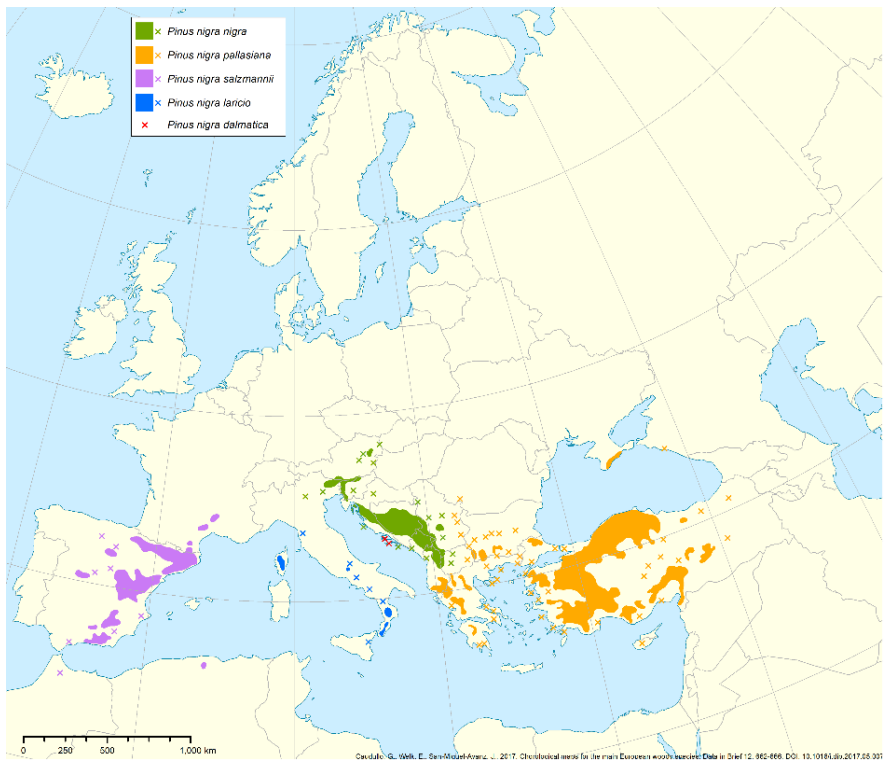 Pinus nigra nigra
Pinus nigra pallasiana
Pinus nigra salzmannii
Pinus nigra laricio
Pinus nigra dalmatica
0 250 500 1,000 km
Caudullo, G., Welk, E., San-Miguel-Ayanz, J., 2017. Chorological maps for the main European woody species. Data in Brief 12, 662-666. DOI: 10.1016/j.dib.2017.05.007